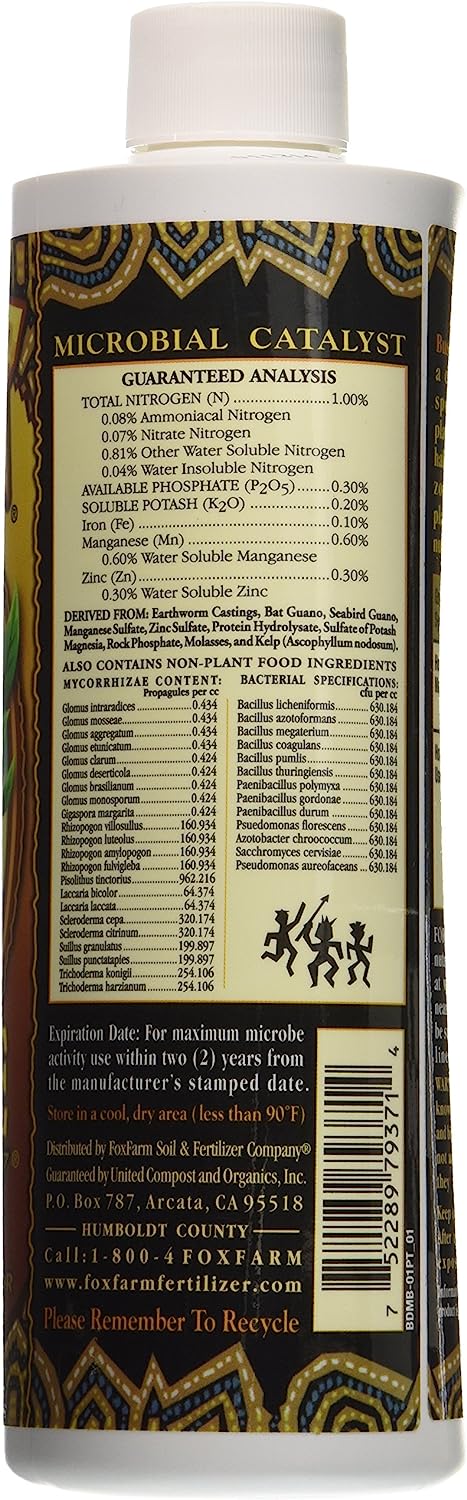 MICROBIAL CATALYST
GUARANTEED ANALYSIS
TOTAL NITROGEN (N) ......................1.00%
0.08% Ammoniacal Nitrogen
0.07% Nitrate Nitrogen
0.81% Other Water Soluble Nitrogen
0.04% Water Insoluble Nitrogen
AVAILABLE PHOSPHATE (P2O5).......0.30%
SOLUBLE POTASH (K2O) ..................0.20%
Iron (Fe) ..........................................0.10%
Manganese (Mn) .............................0.60%
0.60% Water Soluble Manganese
Zinc (Zn) .........................................0.30%
0.30% Water Soluble Zinc
DERIVED FROM: Earthworm Castings, Bat Guano, Seabird Guano,
Manganese Sulfate, Zinc Sulfate, Protein Hydrolysate, Sulfate of Potash
Magnesia, Rock Phosphate, Molasses, and Kelp (Ascophyllum nodosum).
ALSO CONTAINS NON-PLANT FOOD INGREDIENTS
MYCORRHIZAE CONTENT:
Propagules per cc
Glomus intraradices....................0.434
Glomus mosseae.........................0.424
Glomus aggregatum....................0.424
Glomus etunicatum.....................0.424
Glomus clarum............................0.424
Glomus deserticola......................0.424
Glomus brasilianum....................0.424
Glomus monosporum.................0.424
Gigaspora margarita...................0.424
Rhizopogon villosullus............160.934
Rhizopogon luteolus................160.934
Rhizopogon amylopogon.........160.934
Rhizopogon fulvigleba..............160.934
Pisolithus tinctorius..................962.216
Laccaria bicolor..........................64.374
Laccaria laccata..........................64.374
Scleroderma cepa.....................320.174
Scleroderma citrinum...............320.174
Suillus granulatus.....................199.897
Suillus punctatapies..................199.897
Trichoderma konigii.................254.106
Trichoderma harzianum............254.106
BACTERIAL SPECIFICATIONS:
cfu per cc
Bacillus licheniformis.............630.184
Bacillus azotoformans............630.184
Bacillus megaterium...............630.184
Bacillus coagulans..................630.184
Bacillus pumlis.......................630.184
Bacillus thuringiensis.............630.184
Paenibacillus polymyxa..........630.184
Paenibacillus gordonae..........630.184
Paenibacillus durum...............630.184
Psuedomonas florescens........630.184
Azotobacter chroococcum......630.184
Sacchromyces cervisiae..........630.184
Pseudomonas aureofaceans....630.184
Expiration Date: For maximum microbe
activity use within two (2) years from
the manufacturer's stamped date.
Store in a cool, dry area (less than 90°F)
Distributed by FoxFarm Soil & Fertilizer Company®
Guaranteed by United Compost and Organics, Inc.
P.O. Box 787, Arcata, CA 95518
HUMBOLDT COUNTY
Call:1-800-4 FOXFARM
www.foxfarmfertilizer.com
Please Remember To Recycle
7 52289 79371 4
BDMB-01PT_01